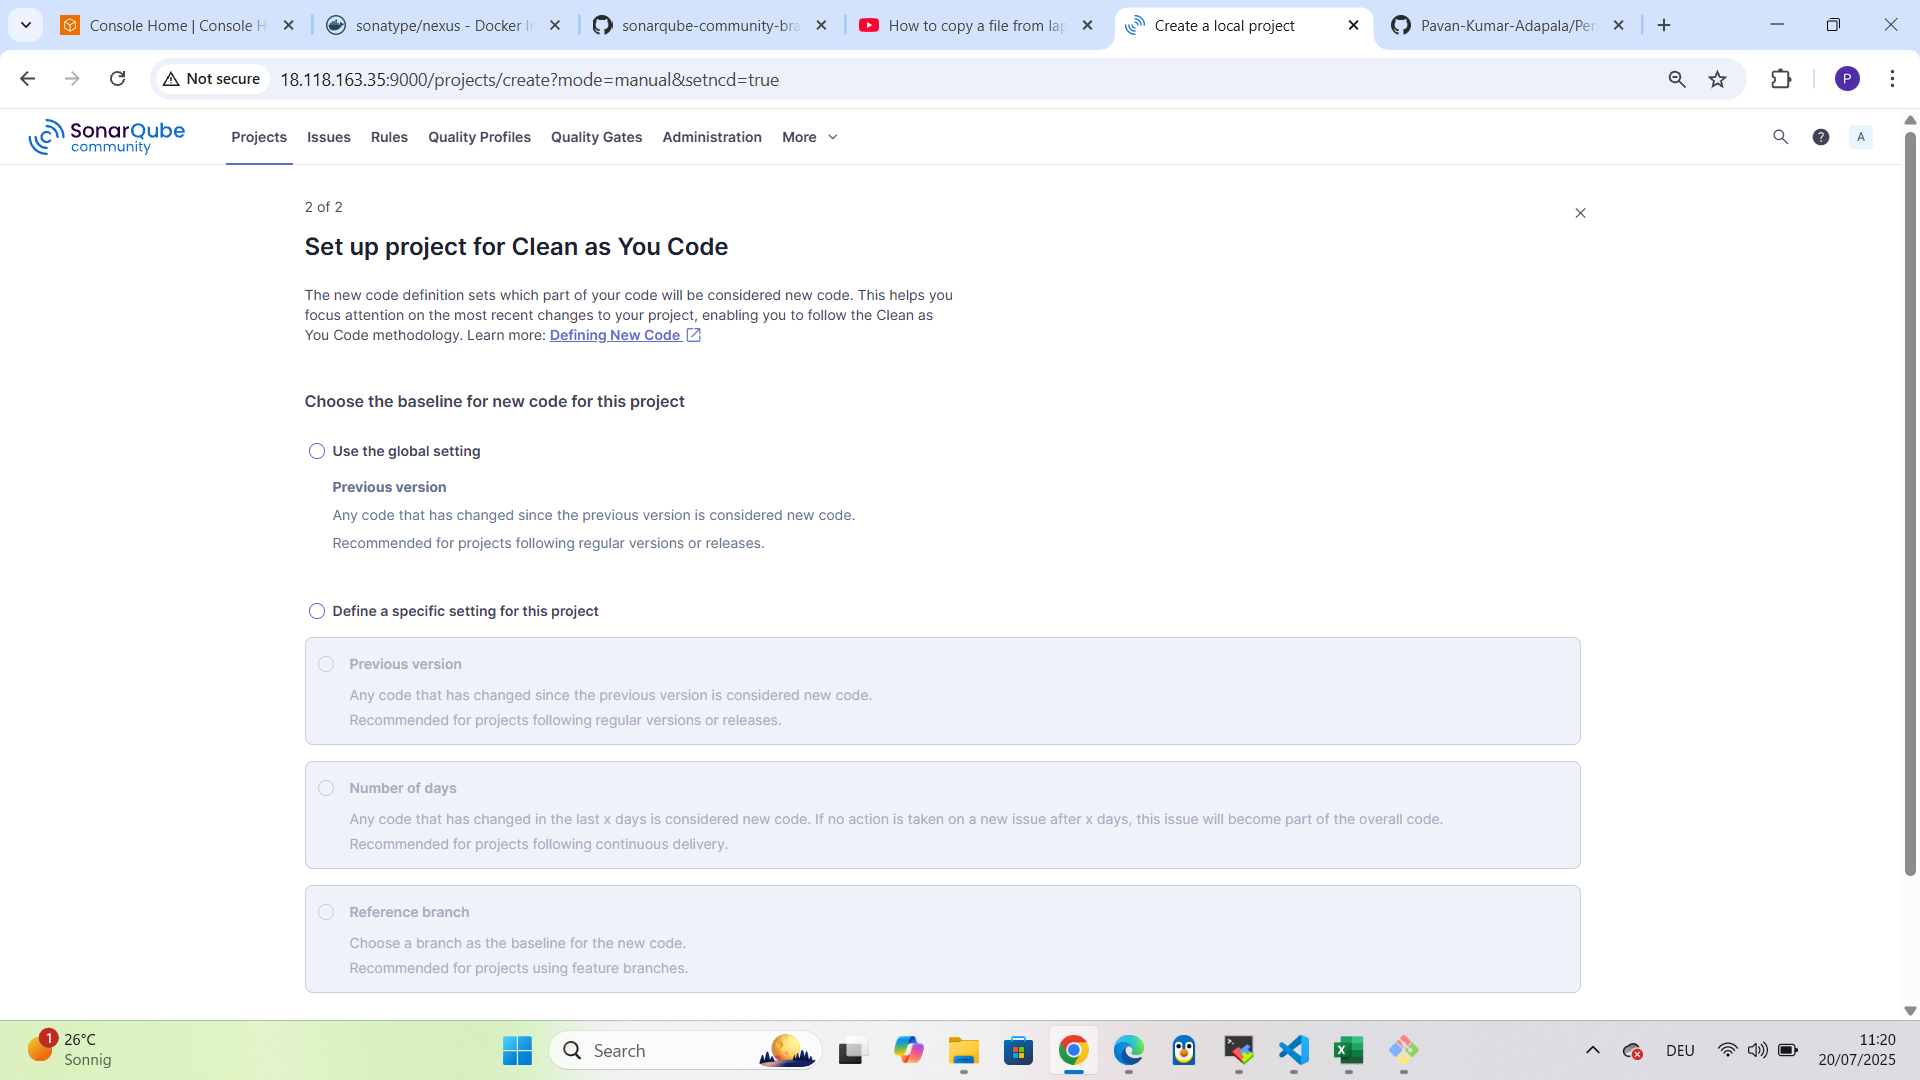 Console Home | Console H
sonatype/nexus - Docker I
sonarqube-community-bra
How to copy a file from lap
Create a local project
Pavan-Kumar-Adapala/Per
Not secure
18.118.163.35:9000/projects/create?mode=manual&setncd=true
P
SonarQube
community
Projects
Issues
Rules
Quality Profiles
Quality Gates
Administration
More
?
A
2 of 2
Set up project for Clean as You Code
The new code definition sets which part of your code will be considered new code. This helps you
focus attention on the most recent changes to your project, enabling you to follow the Clean as
You Code methodology. Learn more: Defining New Code
Choose the baseline for new code for this project
Use the global setting
Previous version
Any code that has changed since the previous version is considered new code.
Recommended for projects following regular versions or releases.
Define a specific setting for this project
Previous version
Any code that has changed since the previous version is considered new code.
Recommended for projects following regular versions or releases.
Number of days
Any code that has changed in the last x days is considered new code. If no action is taken on a new issue after x days, this issue will become part of the overall code.
Recommended for projects following continuous delivery.
Reference branch
Choose a branch as the baseline for the new code.
Recommended for projects using feature branches.
1
26°C
Sonnig
Search
DEU
11:20
20/07/2025